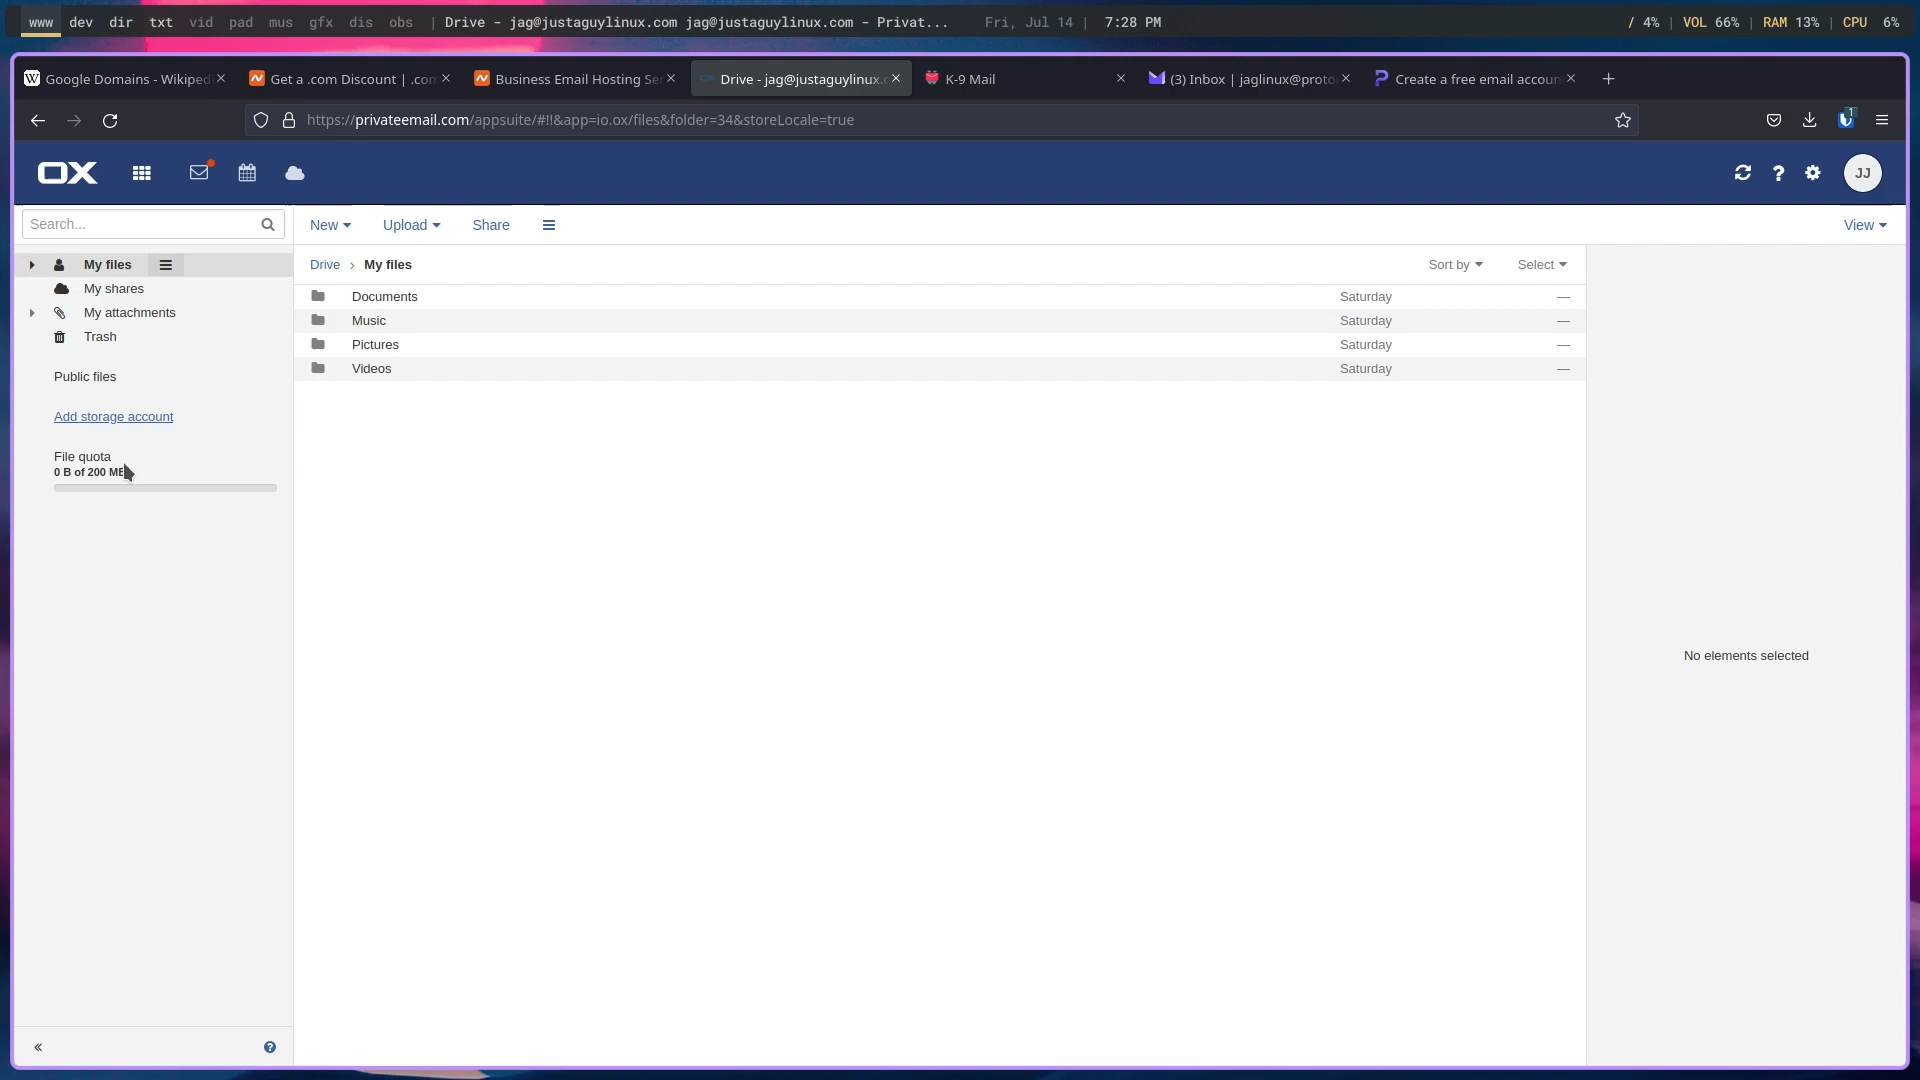 www dev dir txt vid pad mus gfx dis obs | Drive - jag@justaguylinux.com jag@justaguylinux.com - Privat... Fri, Jul 14 | 7:28 PM / 4% | VOL 66% | RAM 13% | CPU 6%
W Google Domains - Wikiped Get a .com Discount | .com Business Email Hosting Se Drive - jag@justaguylinux. K-9 Mail (3) Inbox | jaglinux@proto Create a free email accoun
https://privateemail.com/appsuite/#!!&app=io.ox/files&folder=34&storeLocale=true 1
OX ? JJ
Search... New Upload Share View
My files Drive > My files Sort by Select
My shares
My attachments
Trash
Public files
Add storage account
File quota
0 B of 200 MB
Documents Saturday —
Music Saturday —
Pictures Saturday —
Videos Saturday —
No elements selected
« ?